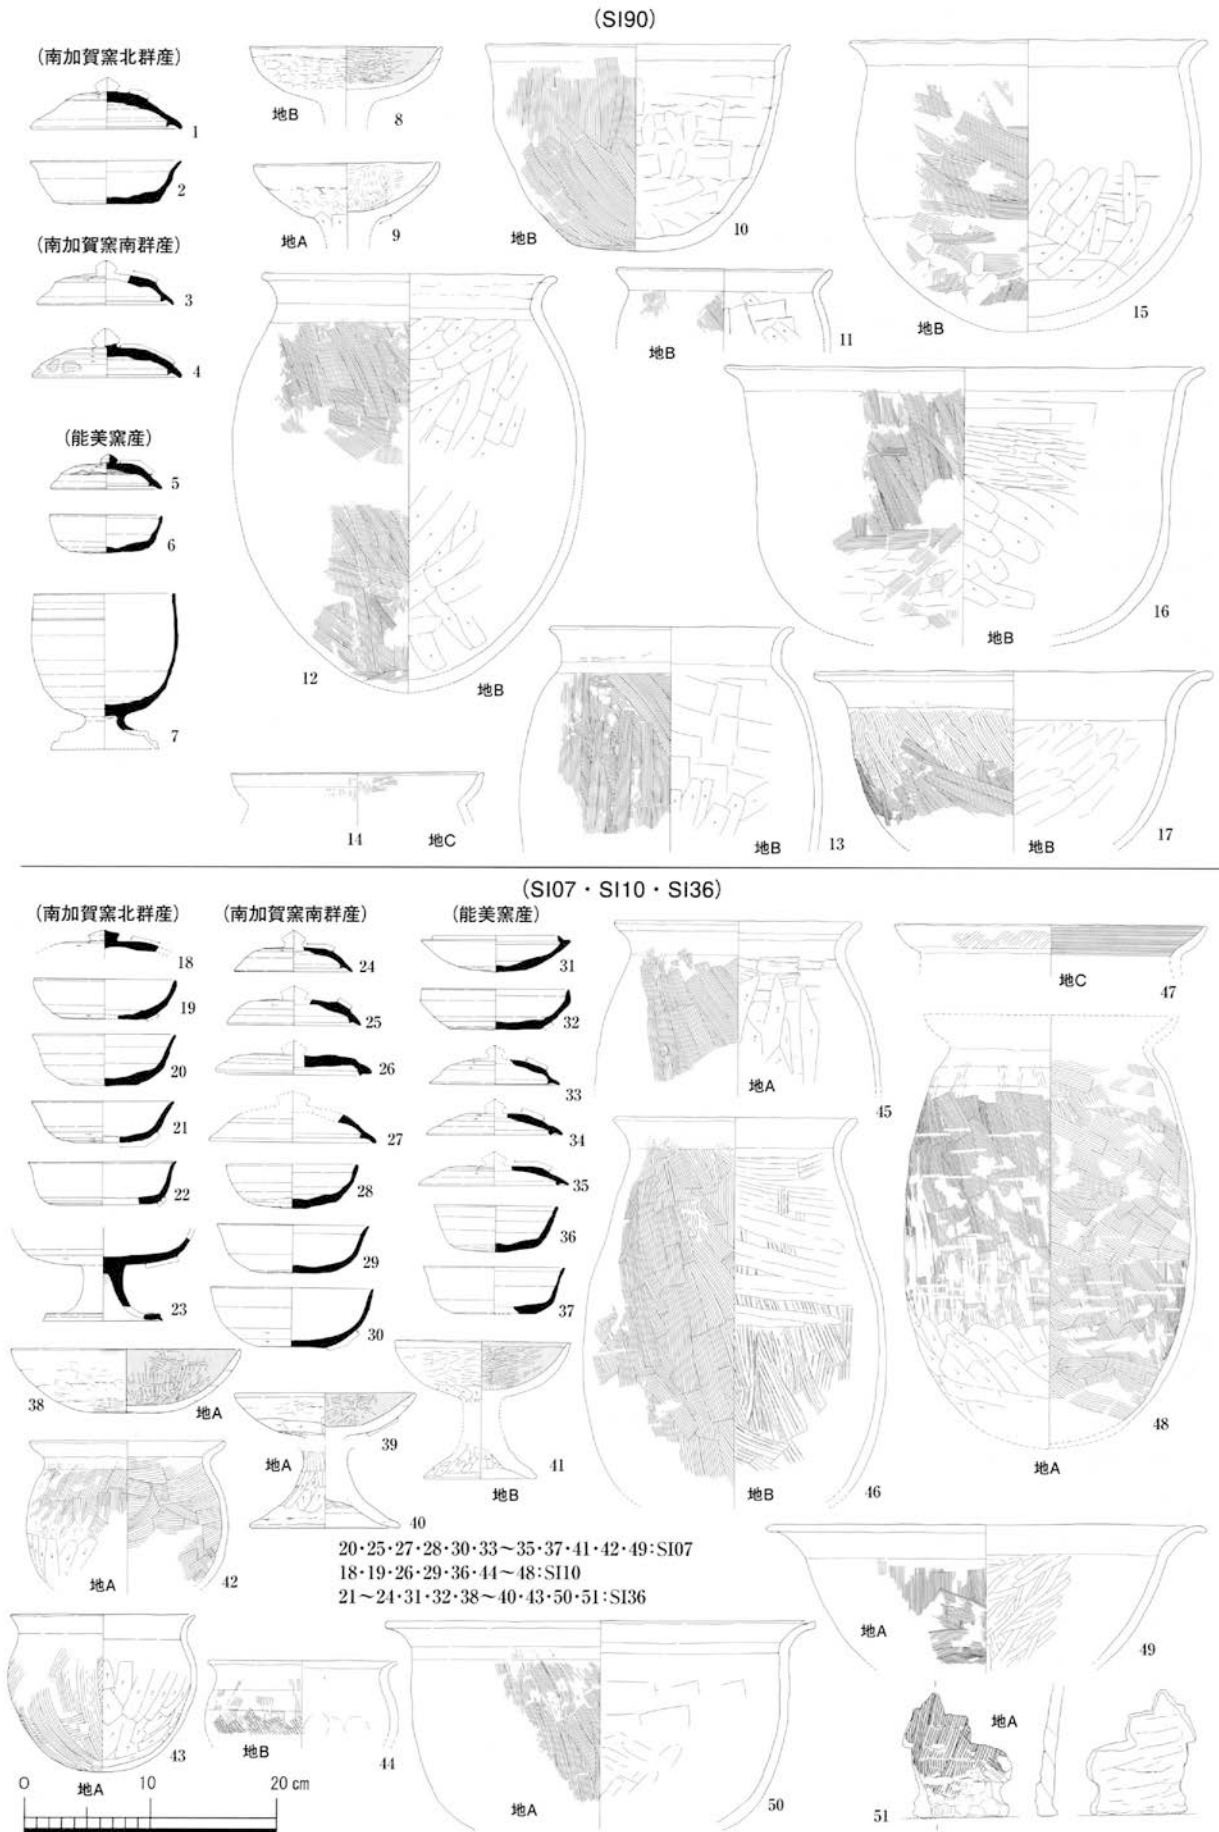 (SI90)
(南加賀窯北群産)
1
2
(南加賀窯南群産)
3
4
(能美窯産)
5
6
7
地B 8
地A 9
地B 10
地B 11
12 地B
地B 13
14 地C
地B 15
地B 16
地B 17
(SI07・SI10・SI36)
(南加賀窯北群産) (南加賀窯南群産) (能美窯産)
18
19
20
21
22
23
24
25
26
27
28
29
30
31
32
33
34
35
36
37
38 地A
地A 39
40
41 地B
地A 42
地A 43
地B 44
地A 45
地B 46
地C 47
地A 48
地A 49
地A 50
51 地A
20・25・27・28・30・33～35・37・41・42・49:SI07
18・19・26・29・36・44～48:SI10
21～24・31・32・38～40・43・50・51:SI36
0 10 20 cm